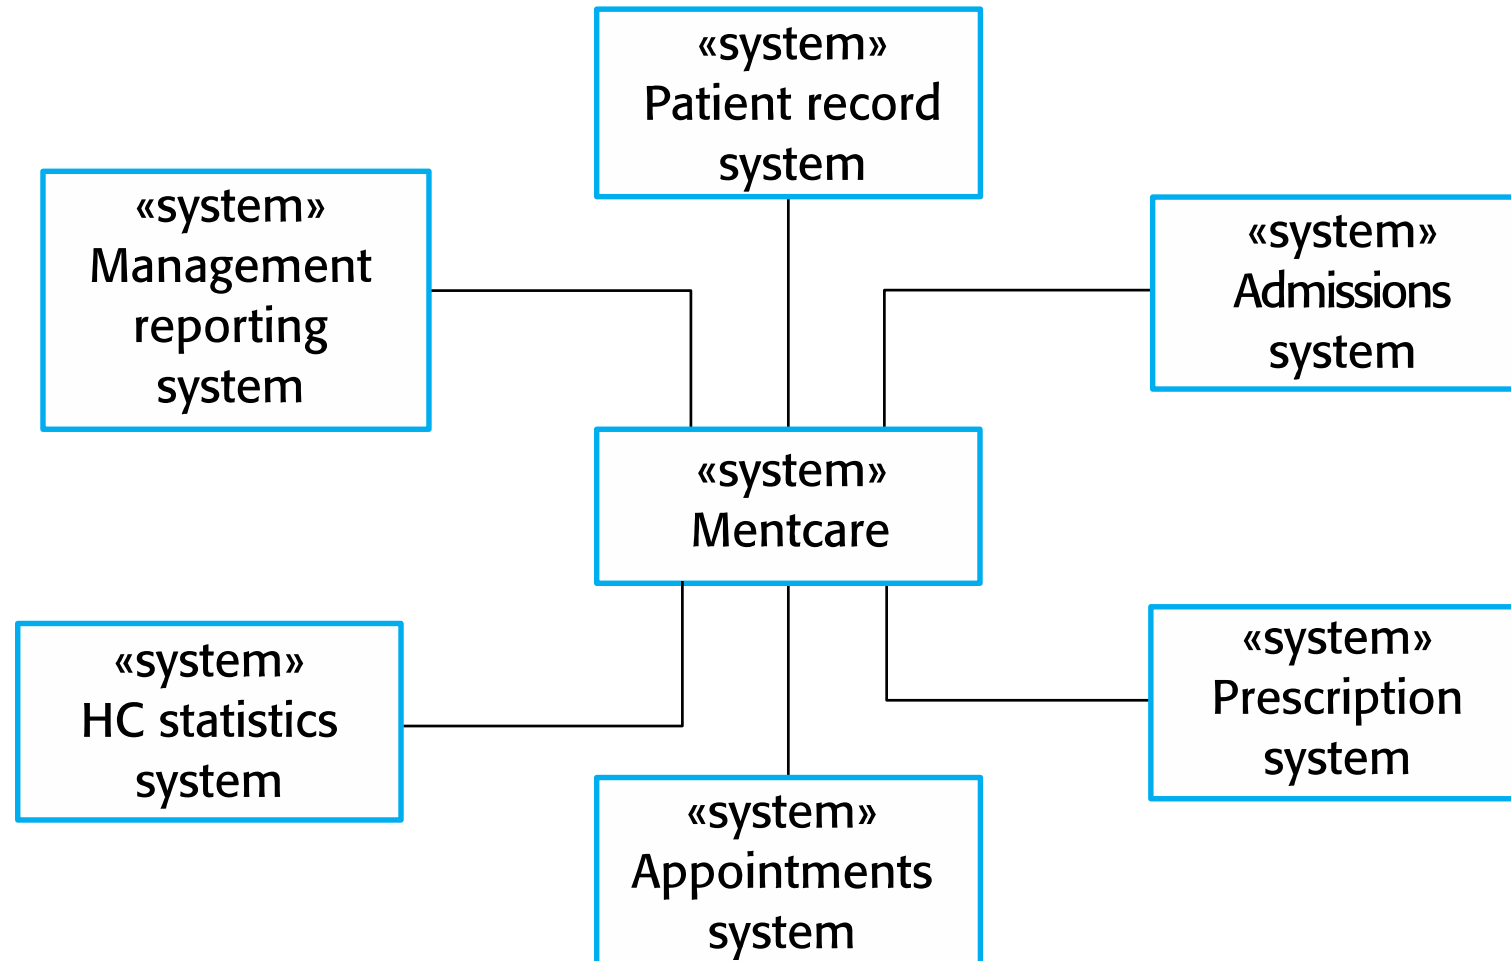 «system»
Patient record
system
«system»
Management
reporting
system
«system»
Admissions
system
«system»
Mentcare
«system»
HC statistics
system
«system»
Prescription
system
«system»
Appointments
system